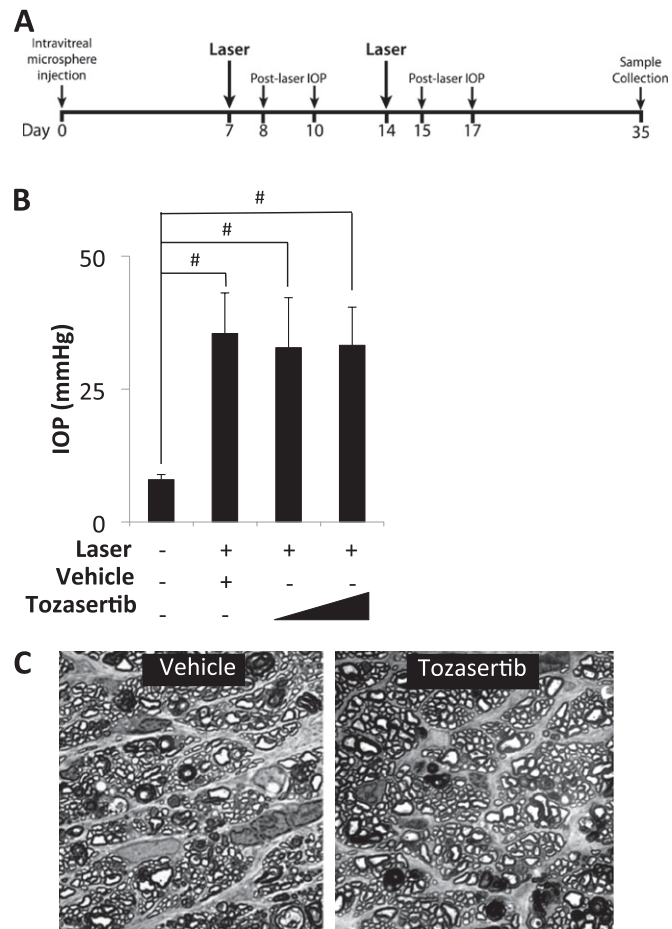 A
Intravitreal
microsphere
injection
Laser
Post-laser IOP
Laser
Post-laser IOP
Sample
Collection
Day 0 7 8 10 14 15 17 35
B
# 
#
#
IOP (mmHg)
50
25
0
Laser - + + +
Vehicle - + - -
Tozasertib - -
C
Vehicle
Tozasertib